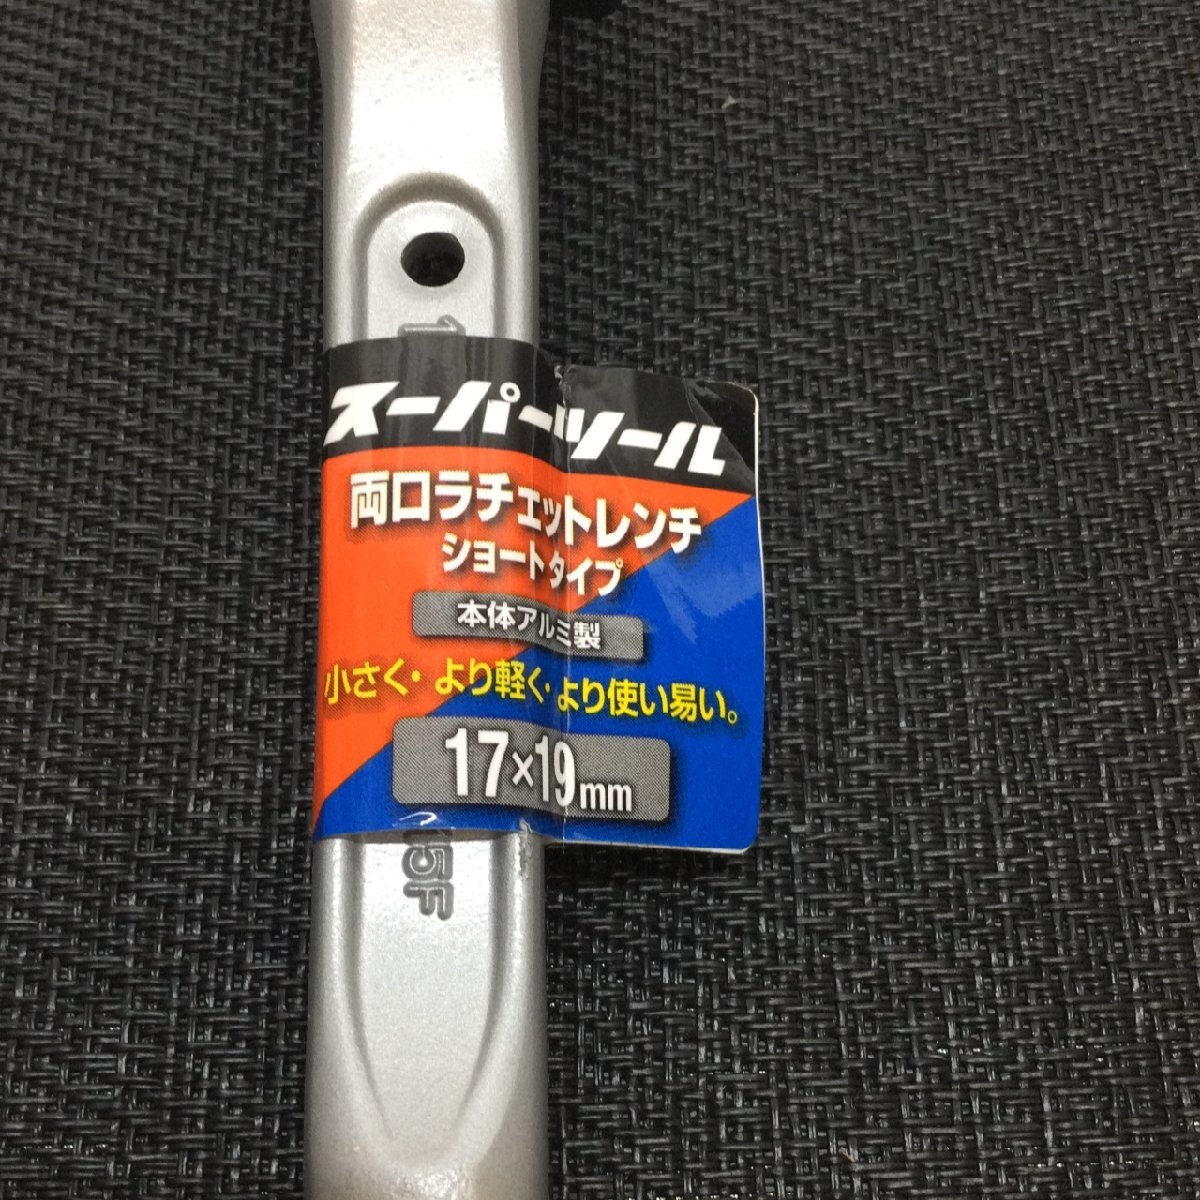 スーパーツール
両口ラチェットレンチ
ショートタイプ
本体アルミ製
小さく・より軽く・より使い易い。
17×19mm
5F